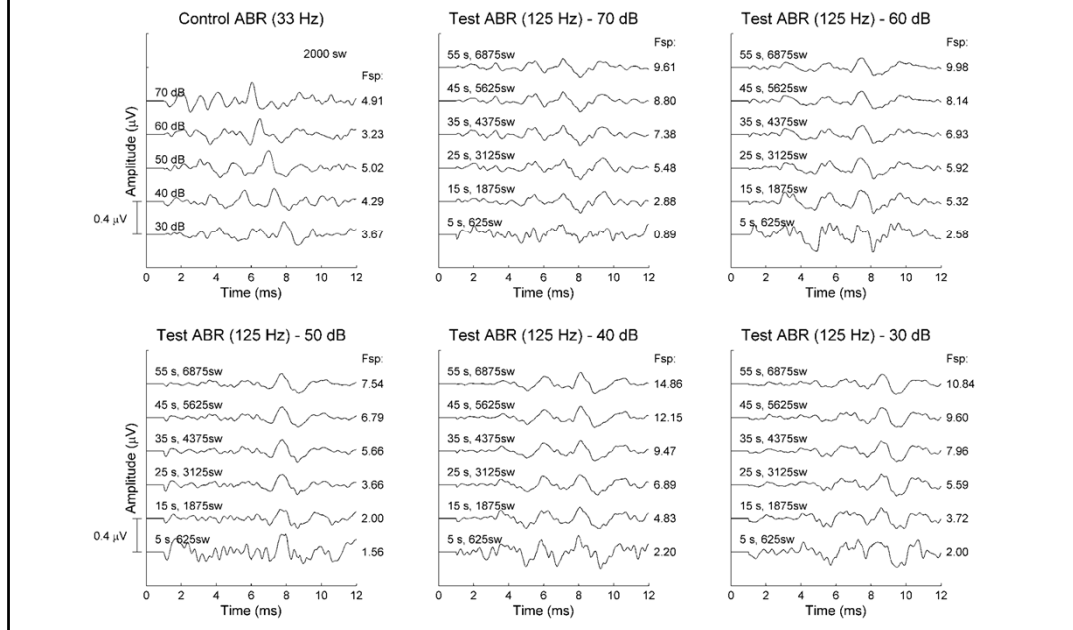 Control ABR (33 Hz)
2000 sw
Fsp:
70 dB 4.91
60 dB 3.23
50 dB 5.02
40 dB 4.29
30 dB 3.67
Amplitude (μV)
0.4 μV
0 2 4 6 8 10 12
Time (ms)
Test ABR (125 Hz) - 70 dB
Fsp:
55 s, 6875sw 9.61
45 s, 5625sw 8.80
35 s, 4375sw 7.38
25 s, 3125sw 5.48
15 s, 1875sw 2.88
5 s, 625sw 0.89
0 2 4 6 8 10 12
Time (ms)
Test ABR (125 Hz) - 60 dB
Fsp:
55 s, 6875sw 9.98
45 s, 5625sw 8.14
35 s, 4375sw 6.93
25 s, 3125sw 5.92
15 s, 1875sw 5.32
5 s, 625sw 2.58
0 2 4 6 8 10 12
Time (ms)
Test ABR (125 Hz) - 50 dB
Fsp:
55 s, 6875sw 7.54
45 s, 5625sw 6.79
35 s, 4375sw 5.66
25 s, 3125sw 3.66
15 s, 1875sw 2.00
5 s, 625sw 1.56
Amplitude (μV)
0.4 μV
0 2 4 6 8 10 12
Time (ms)
Test ABR (125 Hz) - 40 dB
Fsp:
55 s, 6875sw 14.86
45 s, 5625sw 12.15
35 s, 4375sw 9.47
25 s, 3125sw 6.89
15 s, 1875sw 4.83
5 s, 625sw 2.20
0 2 4 6 8 10 12
Time (ms)
Test ABR (125 Hz) - 30 dB
Fsp:
55 s, 6875sw 10.84
45 s, 5625sw 9.60
35 s, 4375sw 7.96
25 s, 3125sw 5.59
15 s, 1875sw 3.72
5 s, 625sw 2.00
0 2 4 6 8 10 12
Time (ms)